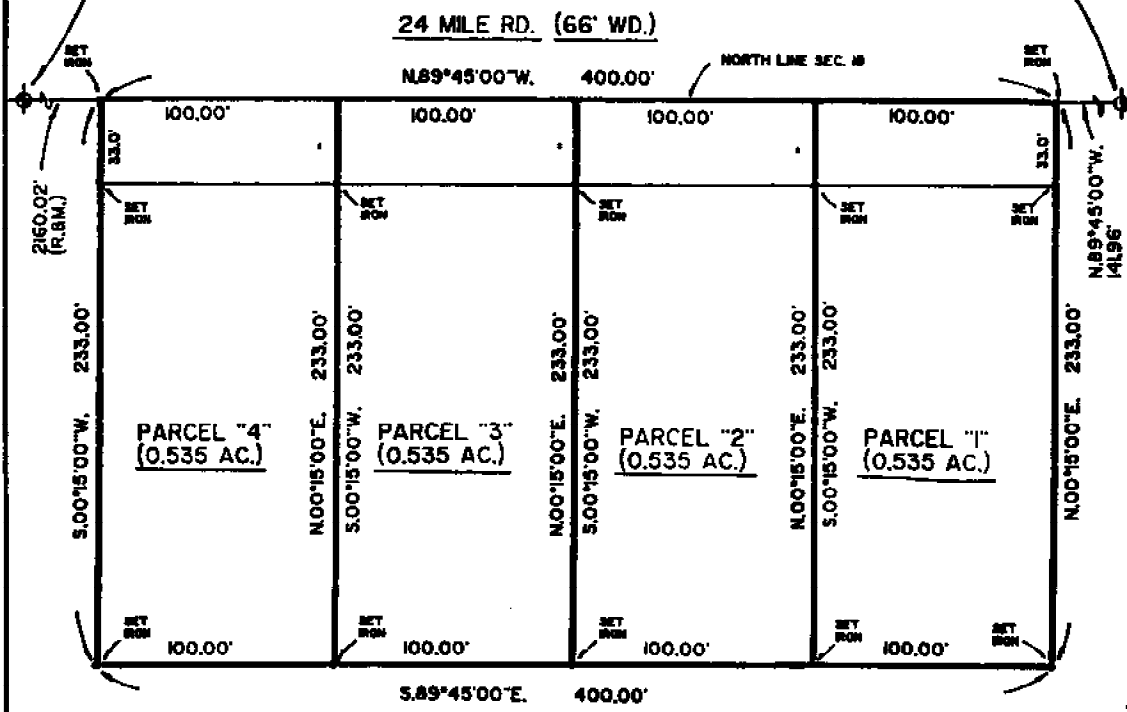 24 MILE RD. (66' WD.)
SET
IRON
N.89°45'00"W. 400.00'
NORTH LINE SEC. 18
SET
IRON
100.00'
100.00'
100.00'
100.00'
33.0'
33.0'
2160.02'
(R.&M.)
N.89°45'00"W.
141.96'
SET
IRON
SET
IRON
SET
IRON
SET
IRON
SET
IRON
S.00°15'00"W. 233.00'
N.00°15'00"E. 233.00'
S.00°15'00"W. 233.00'
N.00°15'00"E. 233.00'
S.00°15'00"W. 233.00'
N.00°15'00"E. 233.00'
S.00°15'00"W. 233.00'
N.00°15'00"E. 233.00'
PARCEL "4"
(0.535 AC.)
PARCEL "3"
(0.535 AC.)
PARCEL "2"
(0.535 AC.)
PARCEL "1"
(0.535 AC.)
SET
IRON
SET
IRON
SET
IRON
SET
IRON
SET
IRON
100.00'
100.00'
100.00'
100.00'
S.89°45'00"E. 400.00'